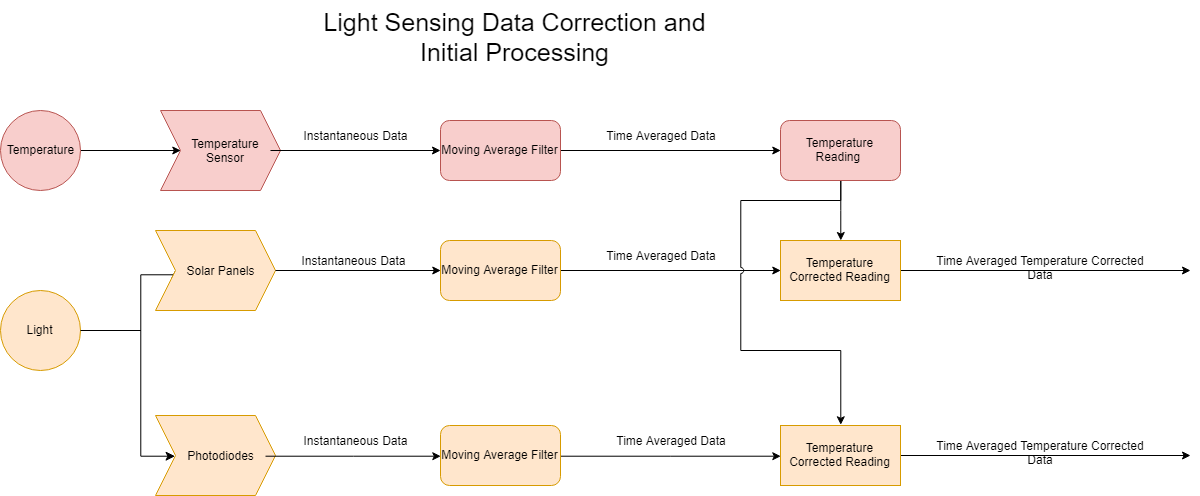 Light Sensing Data Correction and
Initial Processing
Temperature
Temperature
Sensor
Instantaneous Data
Moving Average Filter
Time Averaged Data
Temperature
Reading
Solar Panels
Instantaneous Data
Moving Average Filter
Time Averaged Data
Temperature
Corrected Reading
Time Averaged Temperature Corrected
Data
Light
Photodiodes
Instantaneous Data
Moving Average Filter
Time Averaged Data
Temperature
Corrected Reading
Time Averaged Temperature Corrected
Data